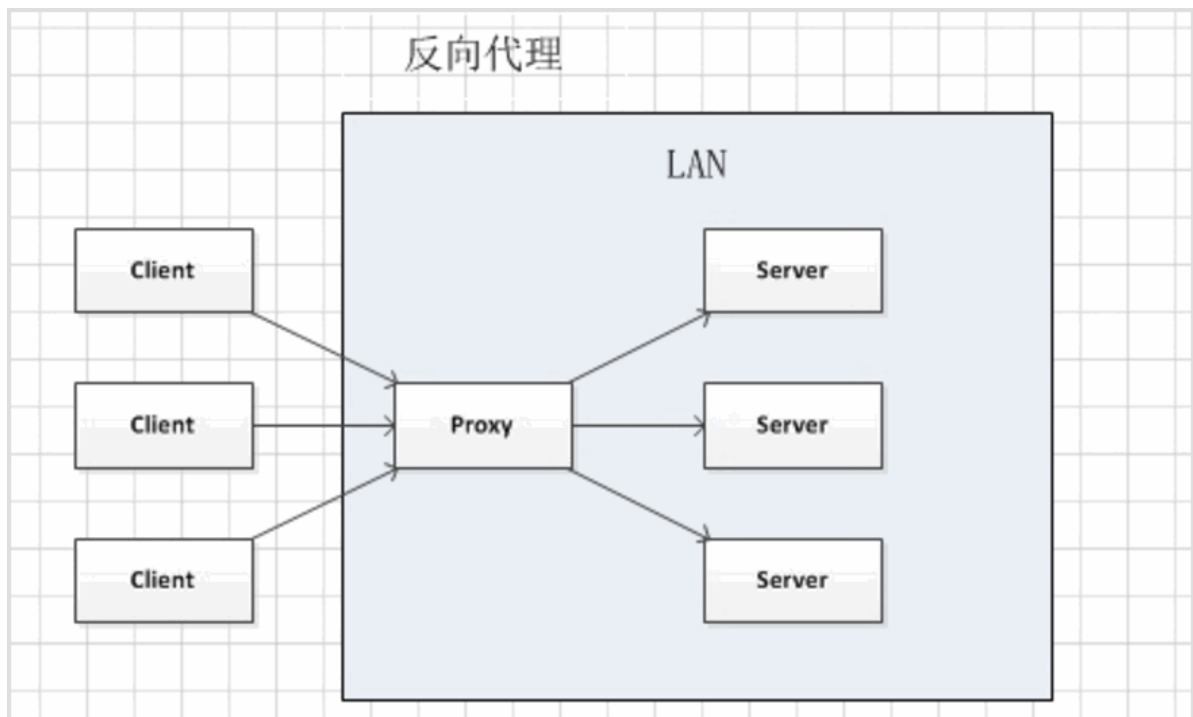 反向代理
LAN
Client
Server
Client
Proxy
Server
Client
Server